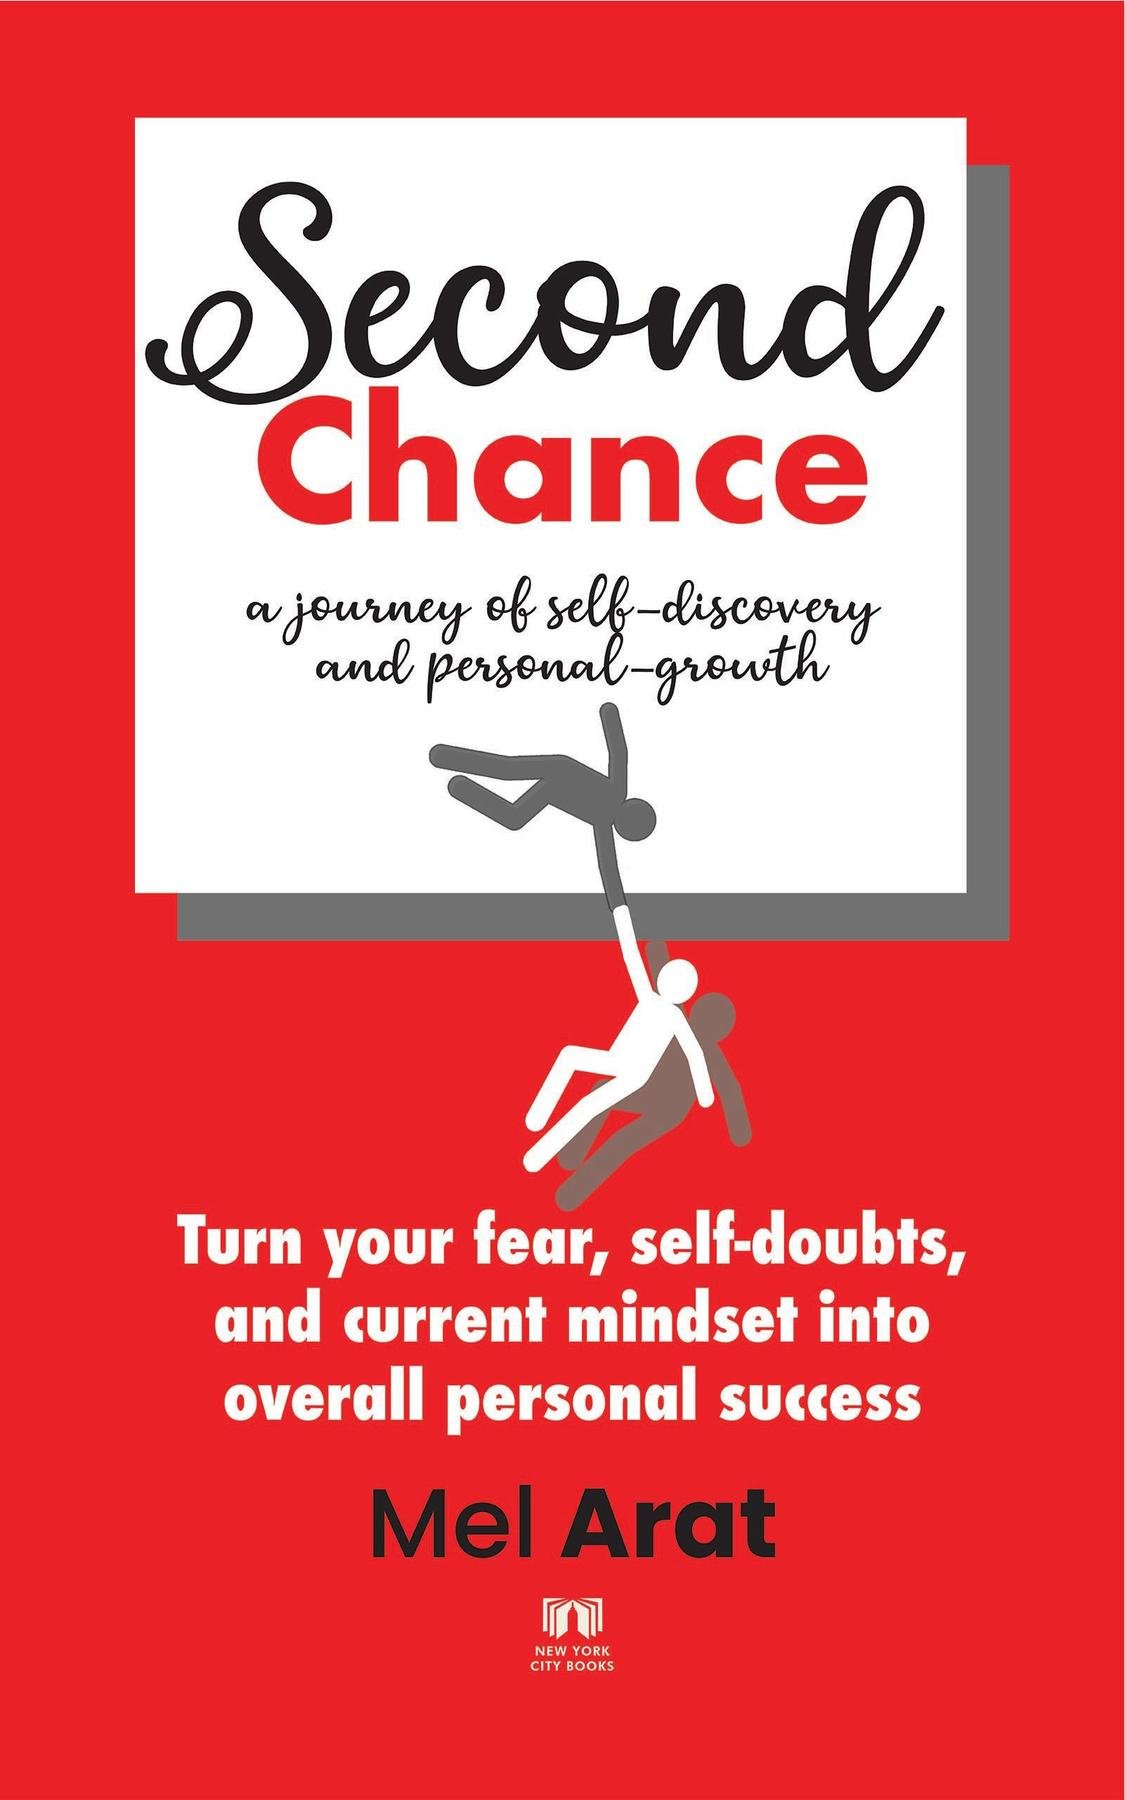 Second
Chance
a journey of self-discovery
and personal-growth
Turn your fear, self-doubts,
and current mindset into
overall personal success
Mel Arat
NEW YORK
CITY BOOKS